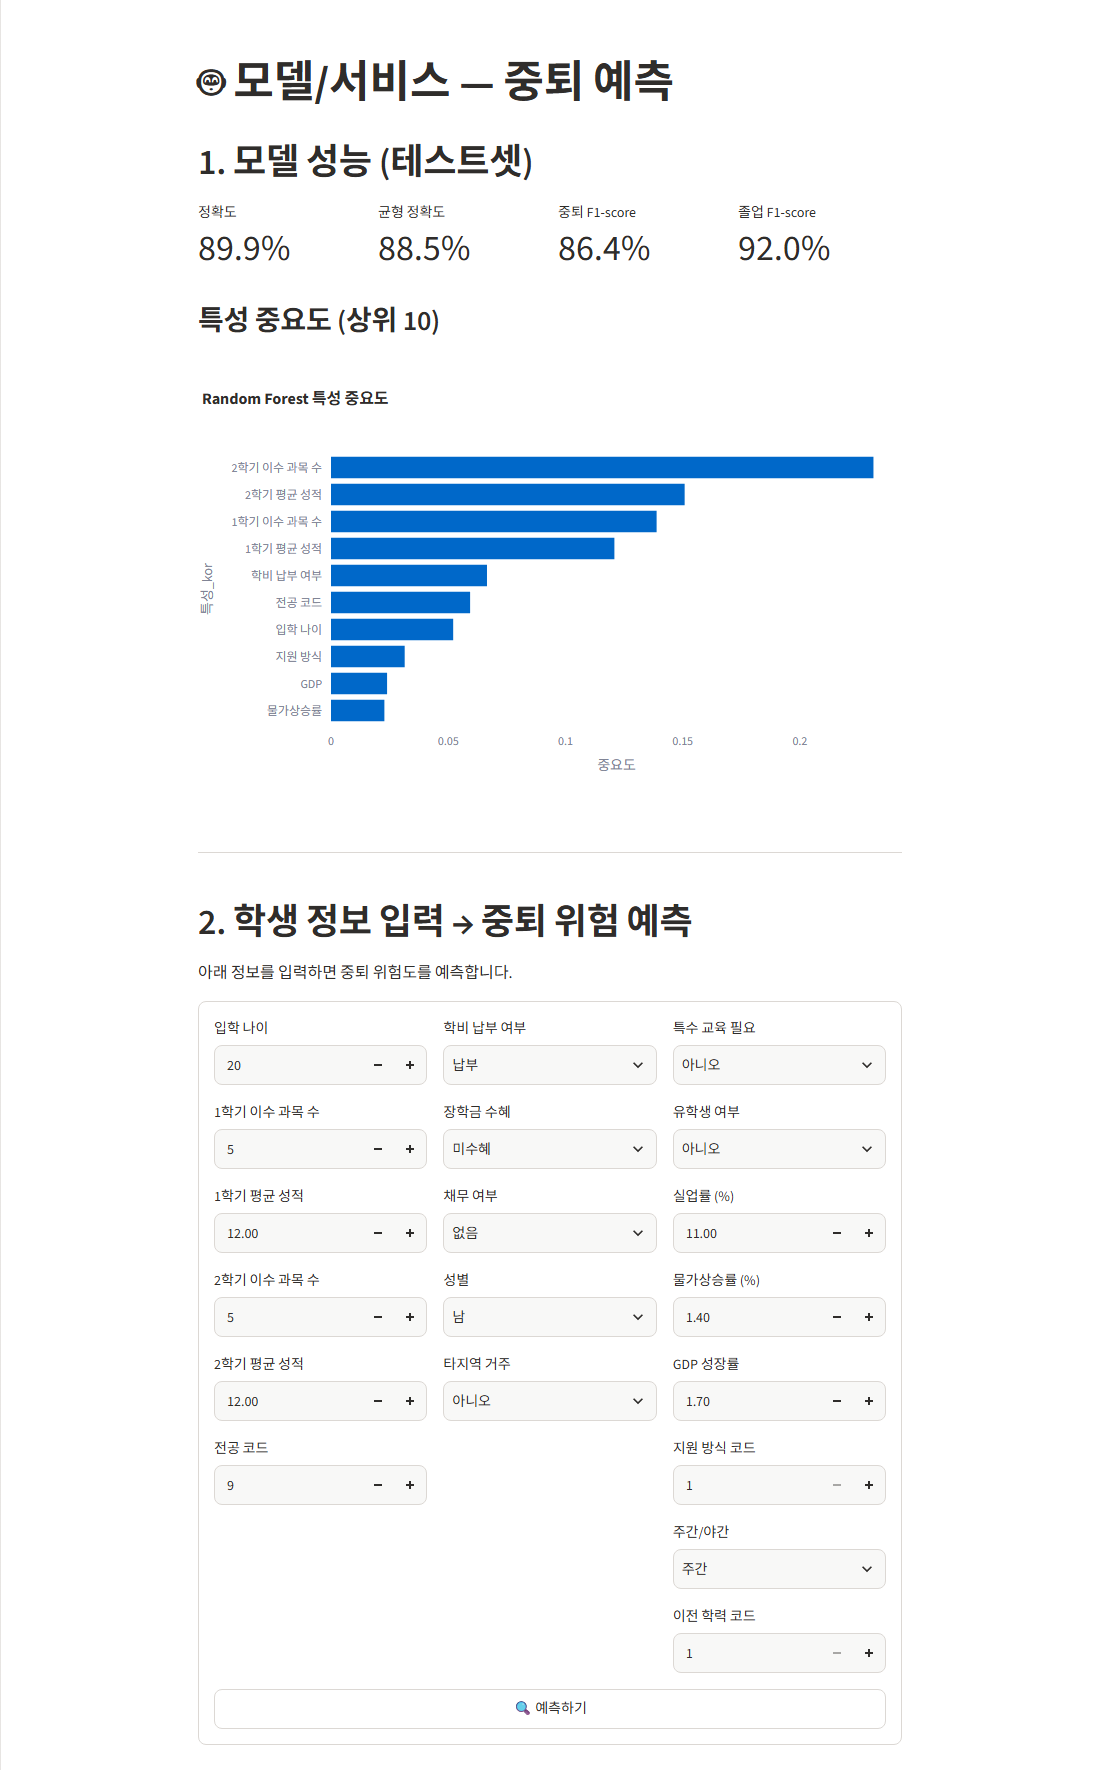 모델/서비스 — 중퇴 예측
1. 모델 성능 (테스트셋)
정확도 균형 정확도 중퇴 F1-score 졸업 F1-score
89.9% 88.5% 86.4% 92.0%
특성 중요도 (상위 10)
Random Forest 특성 중요도
특성_kor
2학기 이수 과목 수
2학기 평균 성적
1학기 이수 과목 수
1학기 평균 성적
학비 납부 여부
전공 코드
입학 나이
지원 방식
GDP
물가상승률
0 0.05 0.1 0.15 0.2
중요도
2. 학생 정보 입력 → 중퇴 위험 예측
아래 정보를 입력하면 중퇴 위험도를 예측합니다.
입학 나이 학비 납부 여부 특수 교육 필요
20 납부 아니오
1학기 이수 과목 수 장학금 수혜 유학생 여부
5 미수혜 아니오
1학기 평균 성적 채무 여부 실업률 (%)
12.00 없음 11.00
2학기 이수 과목 수 성별 물가상승률 (%)
5 남 1.40
2학기 평균 성적 타지역 거주 GDP 성장률
12.00 아니오 1.70
전공 코드 지원 방식 코드
9 1
주간/야간
주간
이전 학력 코드
1
예측하기